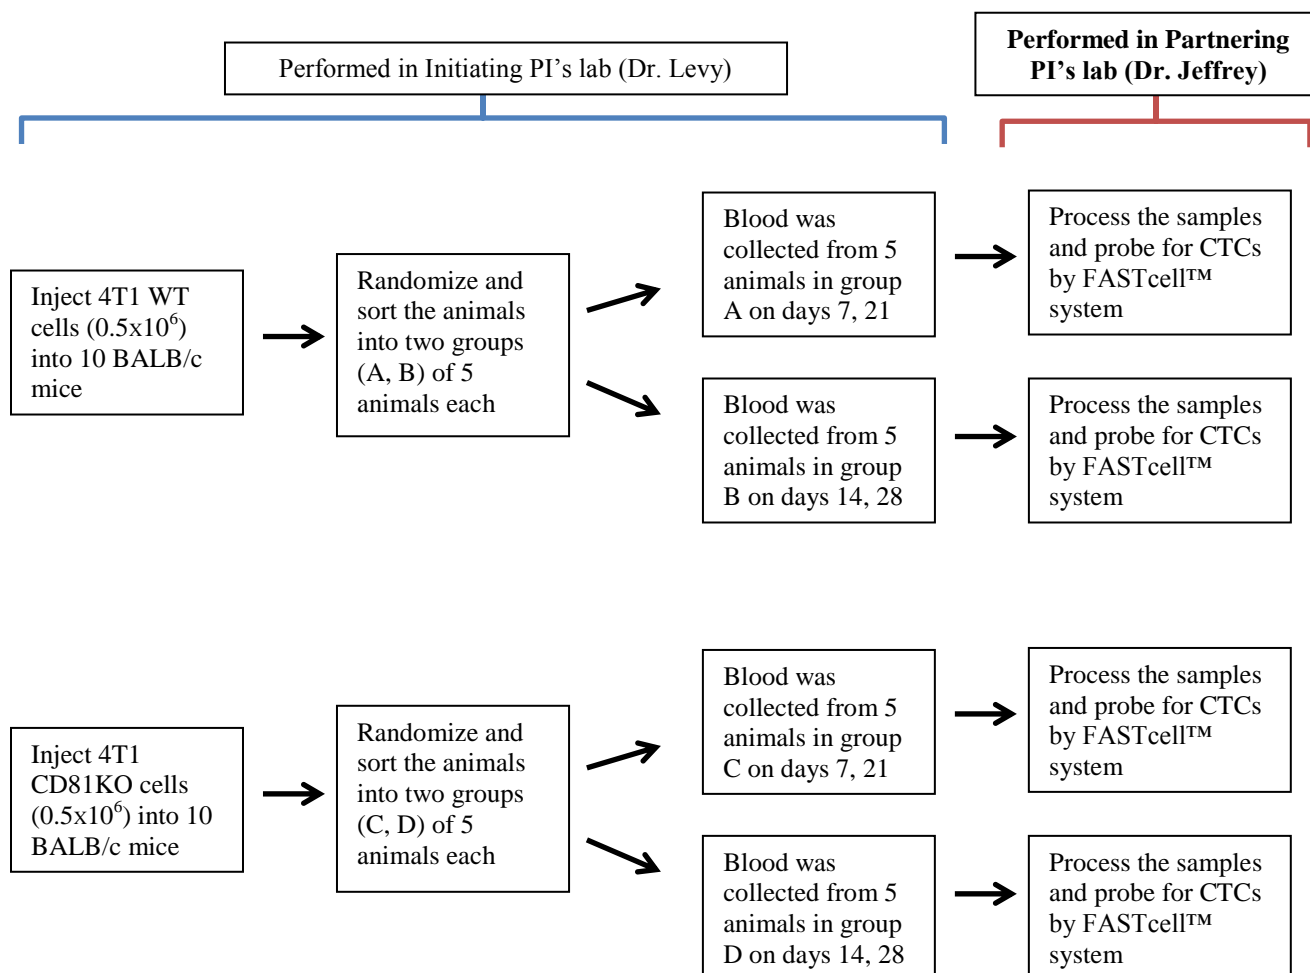 Performed in Initiating PI's lab (Dr. Levy)
Performed in Partnering
PI's lab (Dr. Jeffrey)
Inject 4T1 WT
cells (0.5x10⁶)
into 10 BALB/c
mice
Randomize and
sort the animals
into two groups
(A, B) of 5
animals each
Blood was
collected from 5
animals in group
A on days 7, 21
Process the samples
and probe for CTCs
by FASTcell™
system
Blood was
collected from 5
animals in group
B on days 14, 28
Process the samples
and probe for CTCs
by FASTcell™
system
Inject 4T1
CD81KO cells
(0.5x10⁶) into 10
BALB/c mice
Randomize and
sort the animals
into two groups
(C, D) of 5
animals each
Blood was
collected from 5
animals in group
C on days 7, 21
Process the samples
and probe for CTCs
by FASTcell™
system
Blood was
collected from 5
animals in group
D on days 14, 28
Process the samples
and probe for CTCs
by FASTcell™
system